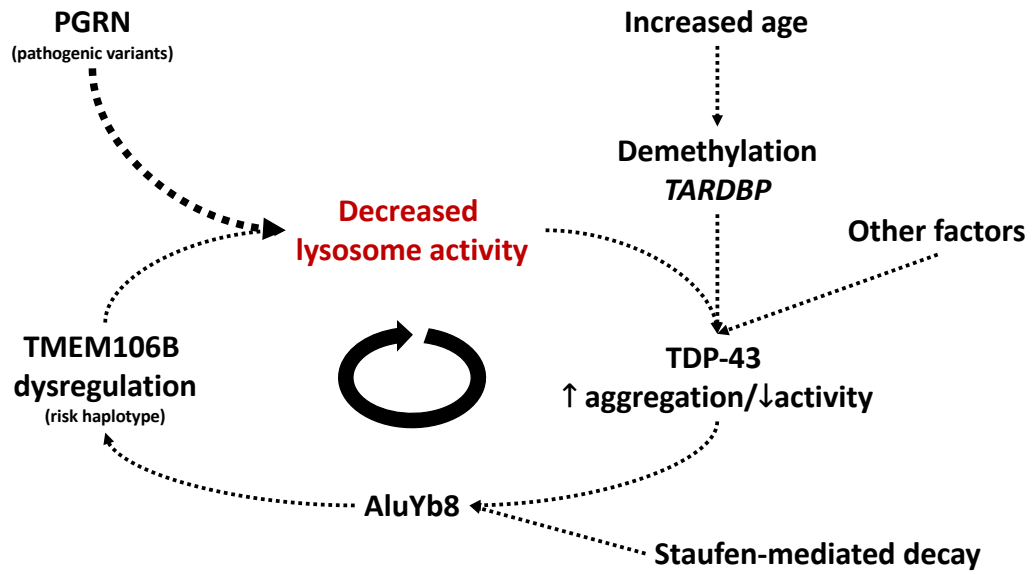 PGRN
(pathogenic variants)
Increased age
Demethylation
TARDBP
Decreased
lysosome activity
Other factors
TMEM106B
dysregulation
(risk haplotype)
TDP-43
↑ aggregation/↓activity
AluYb8
Staufen-mediated decay